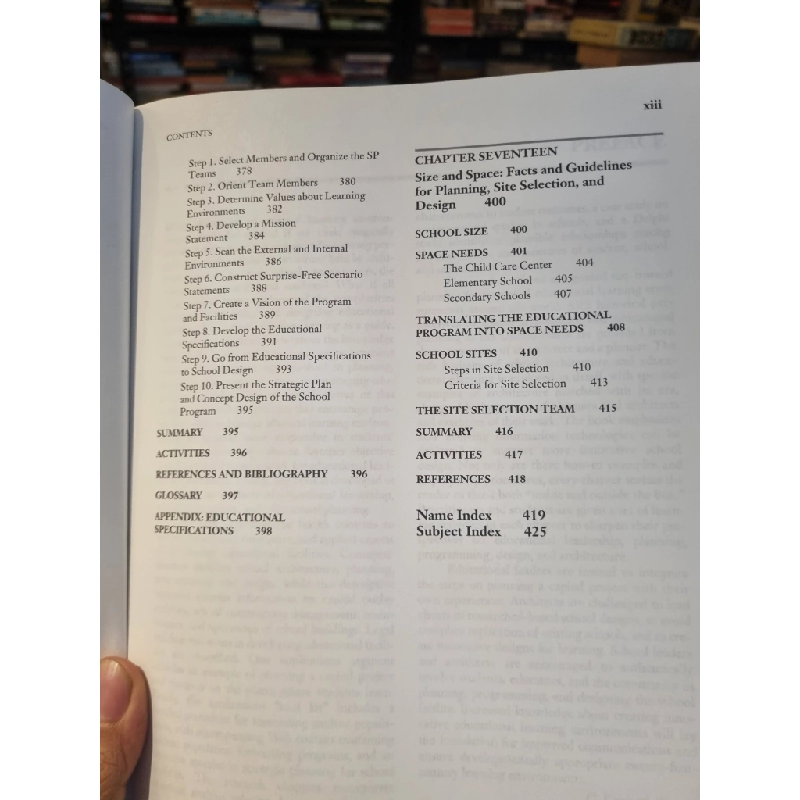 CONTENTS
xiii
Step 1. Select Members and Organize the SP
Teams 378
Step 2. Orient Team Members 380
Step 3. Determine Values about Learning
Environments 382
Step 4. Develop a Mission
Statement 384
Step 5. Scan the External and Internal
Environments 386
Step 6. Construct Surprise-Free Scenario
Statements 388
Step 7. Create a Vision of the Program
and Facilities 389
Step 8. Develop the Educational
Specifications 391
Step 9. Go from Educational Specifications
to School Design 393
Step 10. Present the Strategic Plan
and Concept Design of the School
Program 395
SUMMARY 395
ACTIVITIES 396
REFERENCES AND BIBLIOGRAPHY 396
GLOSSARY 397
APPENDIX: EDUCATIONAL
SPECIFICATIONS 398
CHAPTER SEVENTEEN
Size and Space: Facts and Guidelines
for Planning, Site Selection, and
Design 400
SCHOOL SIZE 400
SPACE NEEDS 401
The Child Care Center 404
Elementary School 405
Secondary Schools 407
TRANSLATING THE EDUCATIONAL
PROGRAM INTO SPACE NEEDS 408
SCHOOL SITES 410
Steps in Site Selection 410
Criteria for Site Selection 413
THE SITE SELECTION TEAM 415
SUMMARY 416
ACTIVITIES 417
REFERENCES 418
Name Index 419
Subject Index 425